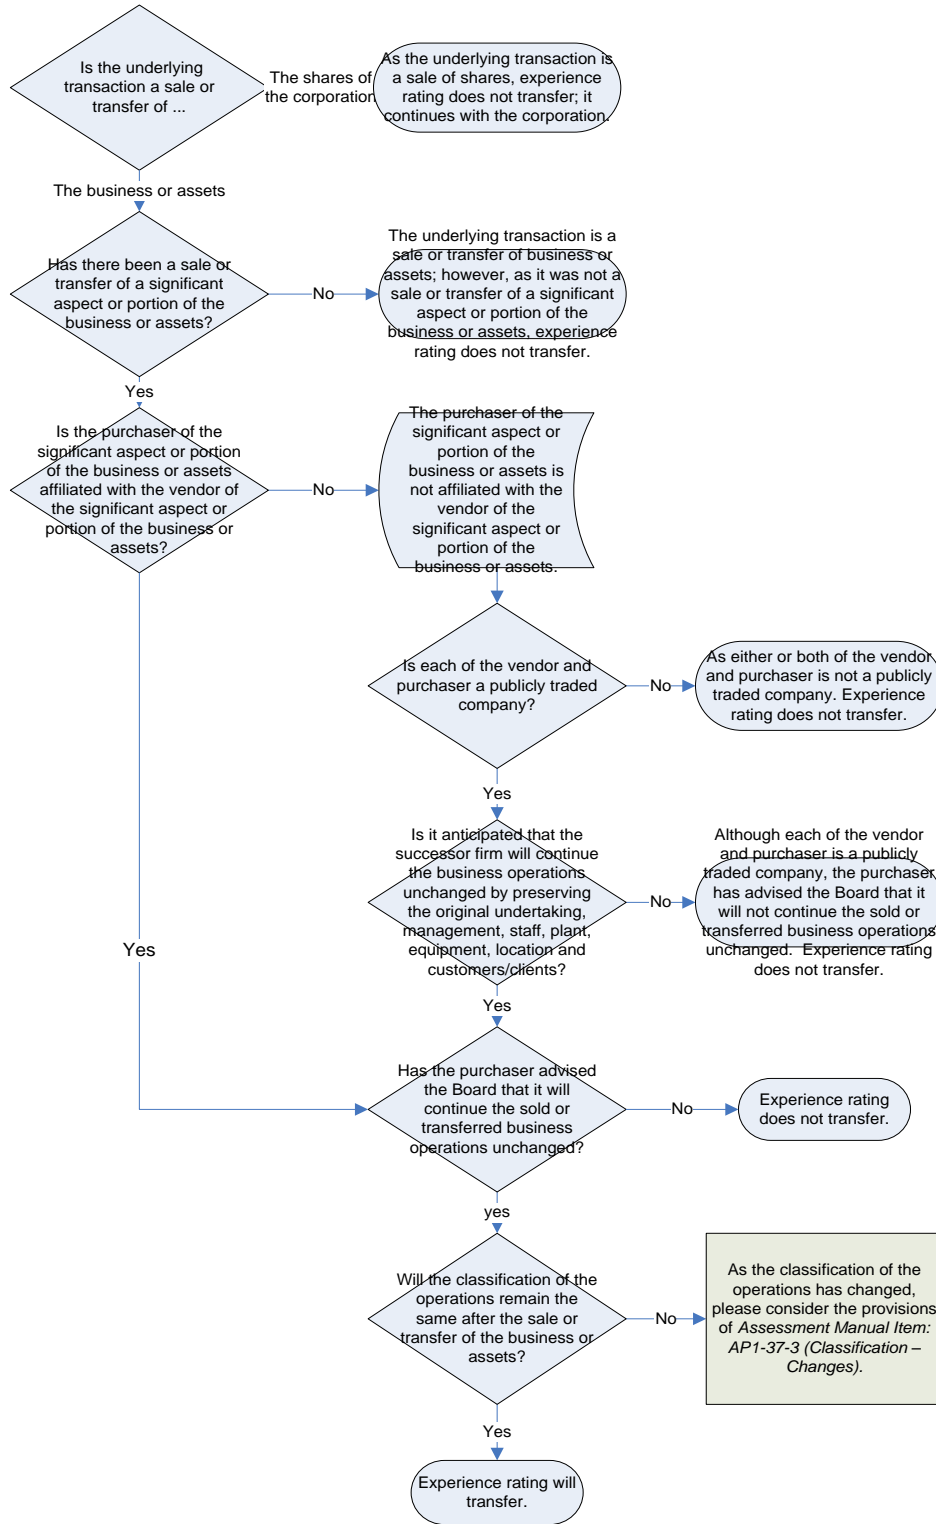 Is the underlying
transaction a sale or
transfer of ...
The shares of
the corporation
As the underlying transaction is
a sale of shares, experience
rating does not transfer; it
continues with the corporation.
The business or assets
Has there been a sale or
transfer of a significant
aspect or portion of the
business or assets?
No
The underlying transaction is a
sale or transfer of business or
assets; however, as it was not a
sale or transfer of a significant
aspect or portion of the
business or assets, experience
rating does not transfer.
Yes
Is the purchaser of the
significant aspect or portion
of the business or assets
affiliated with the vendor of
the significant aspect or
portion of the business or
assets?
No
The purchaser of the
significant aspect or
portion of the
business or assets is
not affiliated with the
vendor of the
significant aspect or
portion of the
business or assets.
Is each of the vendor and
purchaser a publicly traded
company?
No
As either or both of the vendor
and purchaser is not a publicly
traded company. Experience
rating does not transfer.
Yes
Is it anticipated that the
successor firm will continue
the business operations
unchanged by preserving
the original undertaking,
management, staff, plant,
equipment, location and
customers/clients?
No
Although each of the vendor
and purchaser is a publicly
traded company, the purchaser
has advised the Board that it
will not continue the sold or
transferred business operations
unchanged.  Experience rating
does not transfer.
Yes
Yes
Has the purchaser advised
the Board that it will
continue the sold or
transferred business
operations unchanged?
No
Experience rating
does not transfer.
yes
Will the classification of the
operations remain the
same after the sale or
transfer of the business or
assets?
No
As the classification of the
operations has changed,
please consider the provisions
of Assessment Manual Item:
AP1-37-3 (Classification –
Changes).
Yes
Experience rating will
transfer.